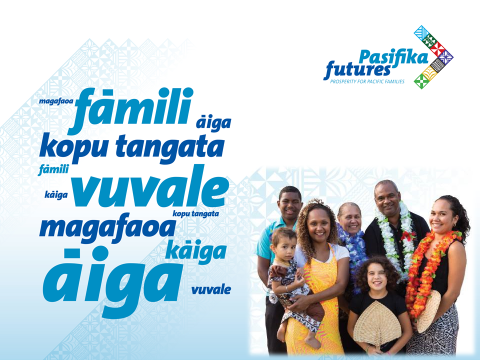 Pasifika
futures
PROSPERITY FOR PACIFIC FAMILIES
magafaoa
fāmili
āiga
kopu tangata
fāmili
kāiga
vuvale
kopu tangata
magafaoa
kāiga
āiga
vuvale